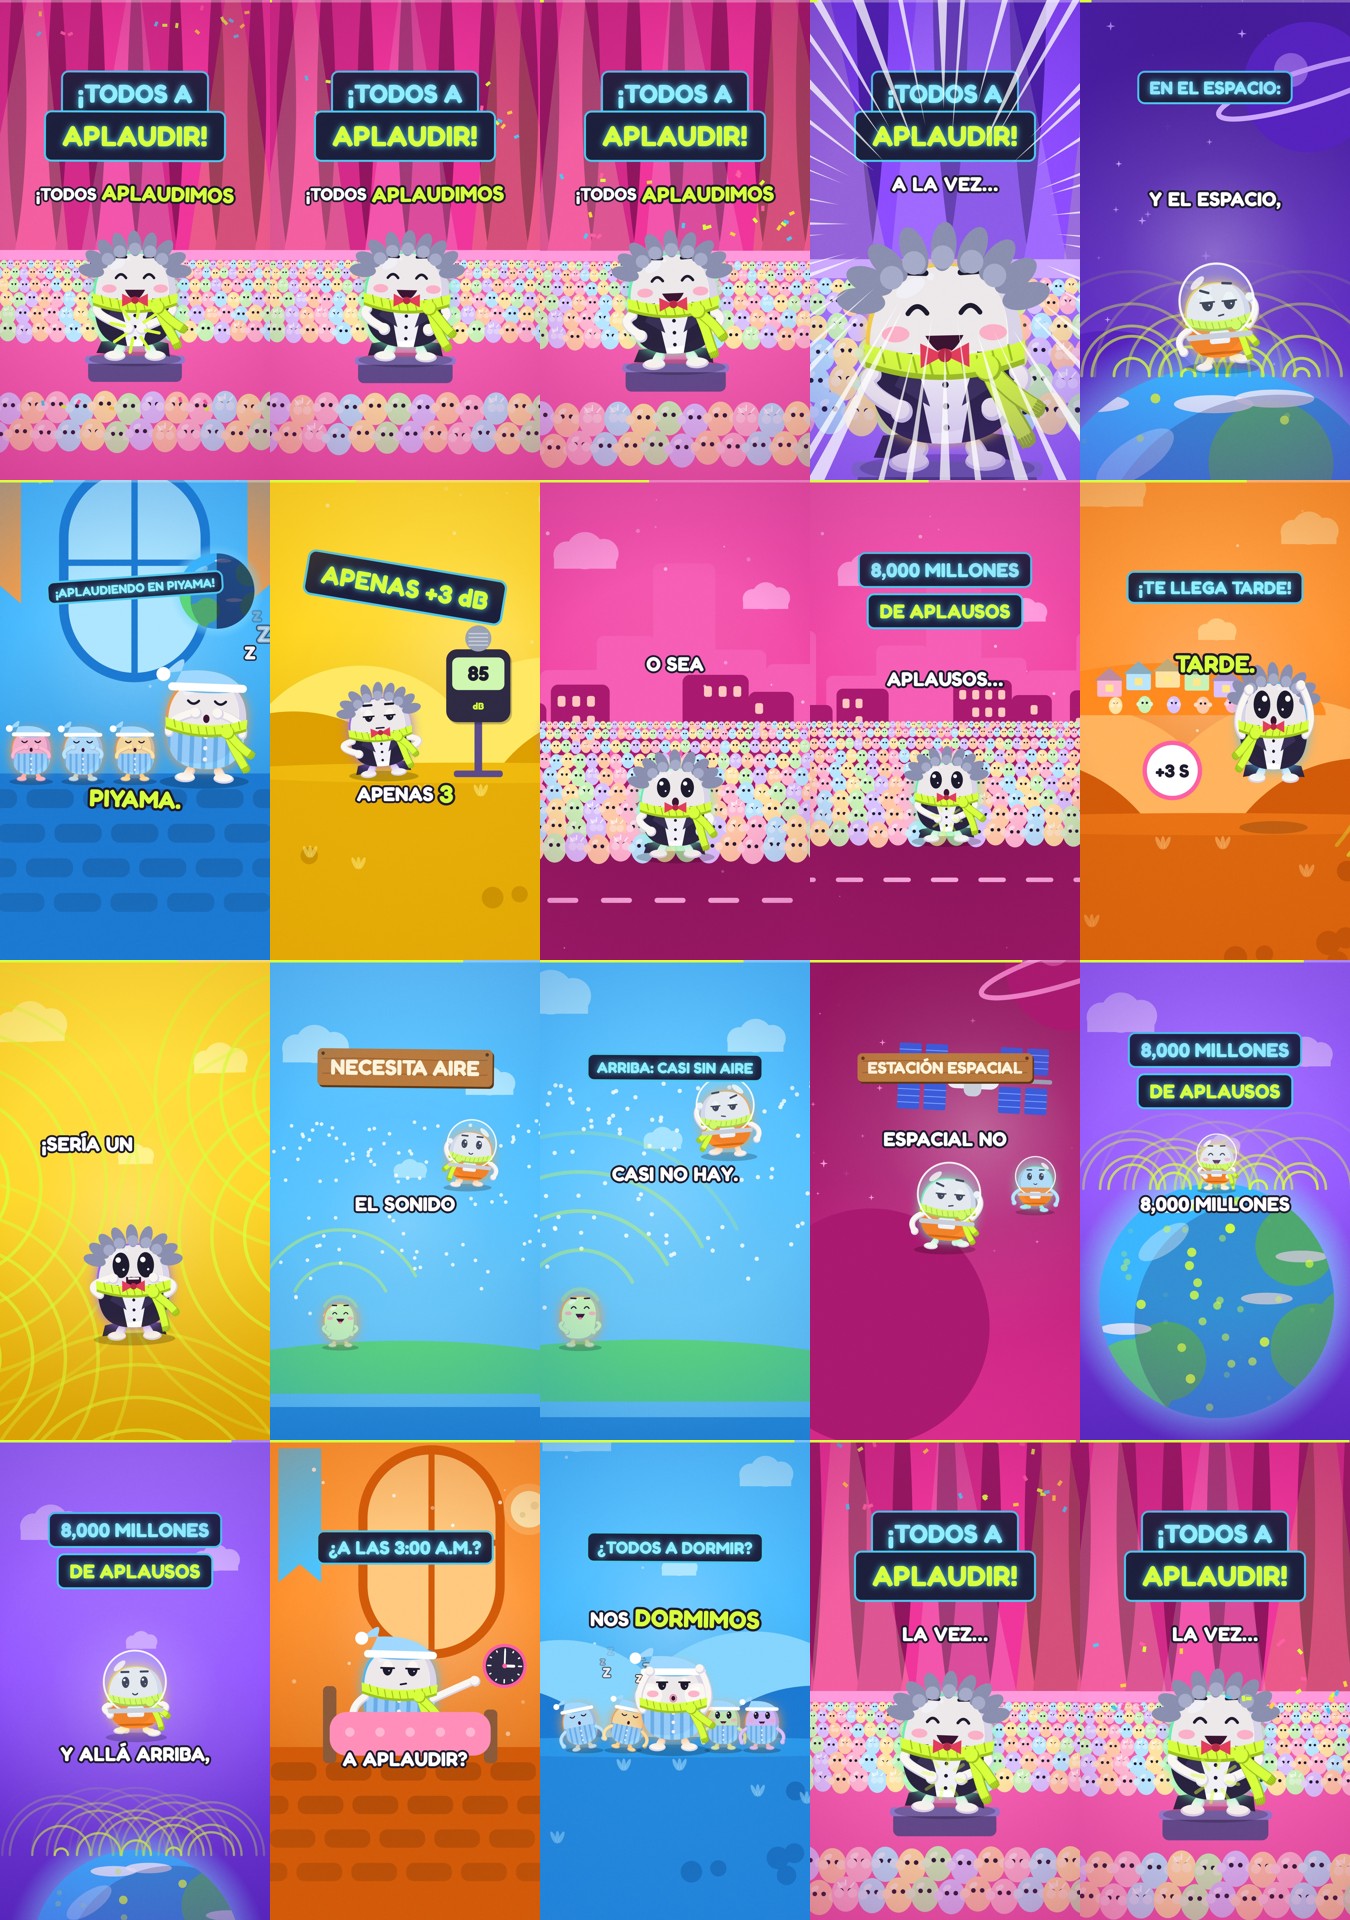 ¡TODOS A
APLAUDIR!
¡TODOS APLAUDIMOS
¡TODOS A
APLAUDIR!
¡TODOS APLAUDIMOS
¡TODOS A
APLAUDIR!
¡TODOS APLAUDIMOS
¡TODOS A
APLAUDIR!
A LA VEZ...
EN EL ESPACIO:
Y EL ESPACIO,
¡APLAUDIENDO EN PIYAMA!
Z
Z
Z
PIYAMA.
APENAS +3 dB
85
dB
APENAS 3
O SEA
8,000 MILLONES
DE APLAUSOS
APLAUSOS...
¡TE LLEGA TARDE!
TARDE.
+3 S
¡SERÍA UN
NECESITA AIRE
EL SONIDO
ARRIBA: CASI SIN AIRE
CASI NO HAY.
ESTACIÓN ESPACIAL
ESPACIAL NO
8,000 MILLONES
DE APLAUSOS
8,000 MILLONES
8,000 MILLONES
DE APLAUSOS
Y ALLÁ ARRIBA,
¿A LAS 3:00 A.M.?
A APLAUDIR?
¿TODOS A DORMIR?
NOS DORMIMOS
Z
Z
Z
Z
¡TODOS A
APLAUDIR!
LA VEZ...
¡TODOS A
APLAUDIR!
LA VEZ...